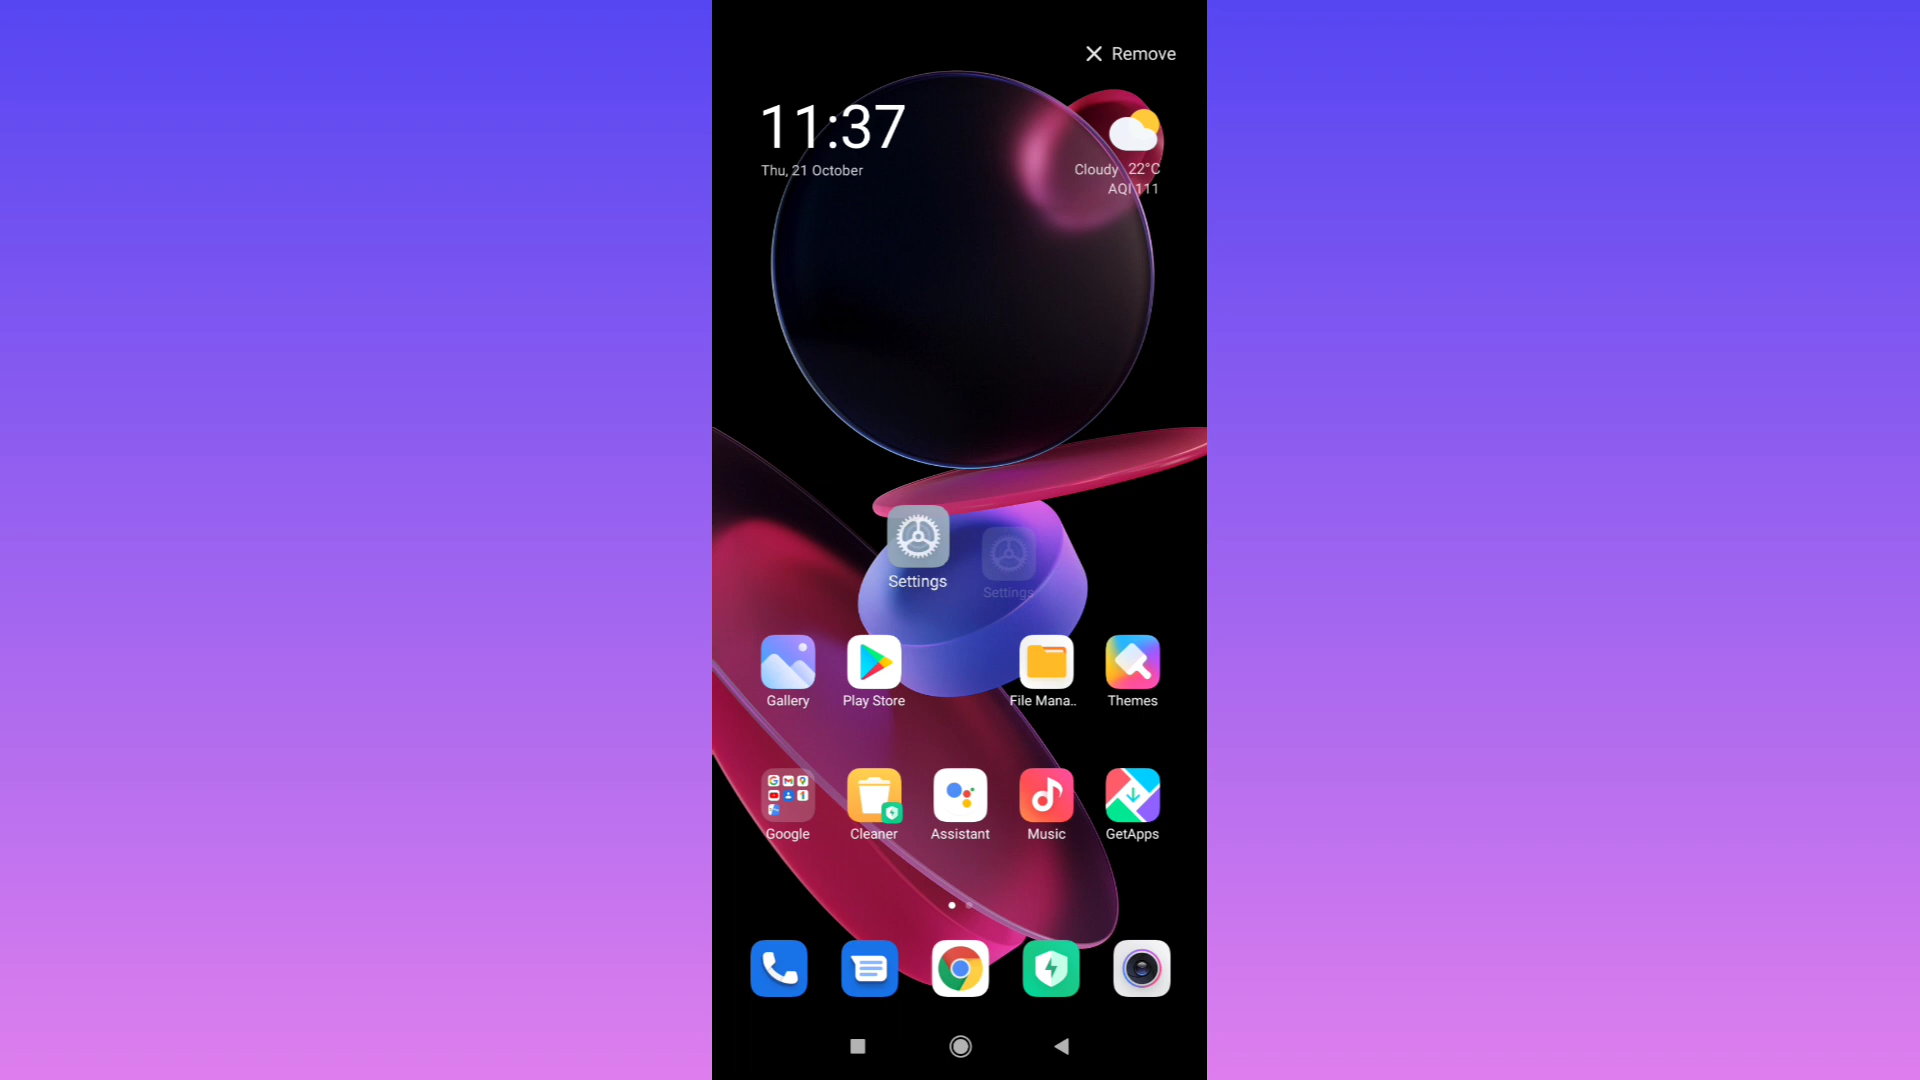 Remove
11:37
Thu, 21 October
Cloudy 22°C
AQI 111
Settings
Settings
Gallery
Play Store
File Mana..
Themes
Google
Cleaner
Assistant
Music
GetApps